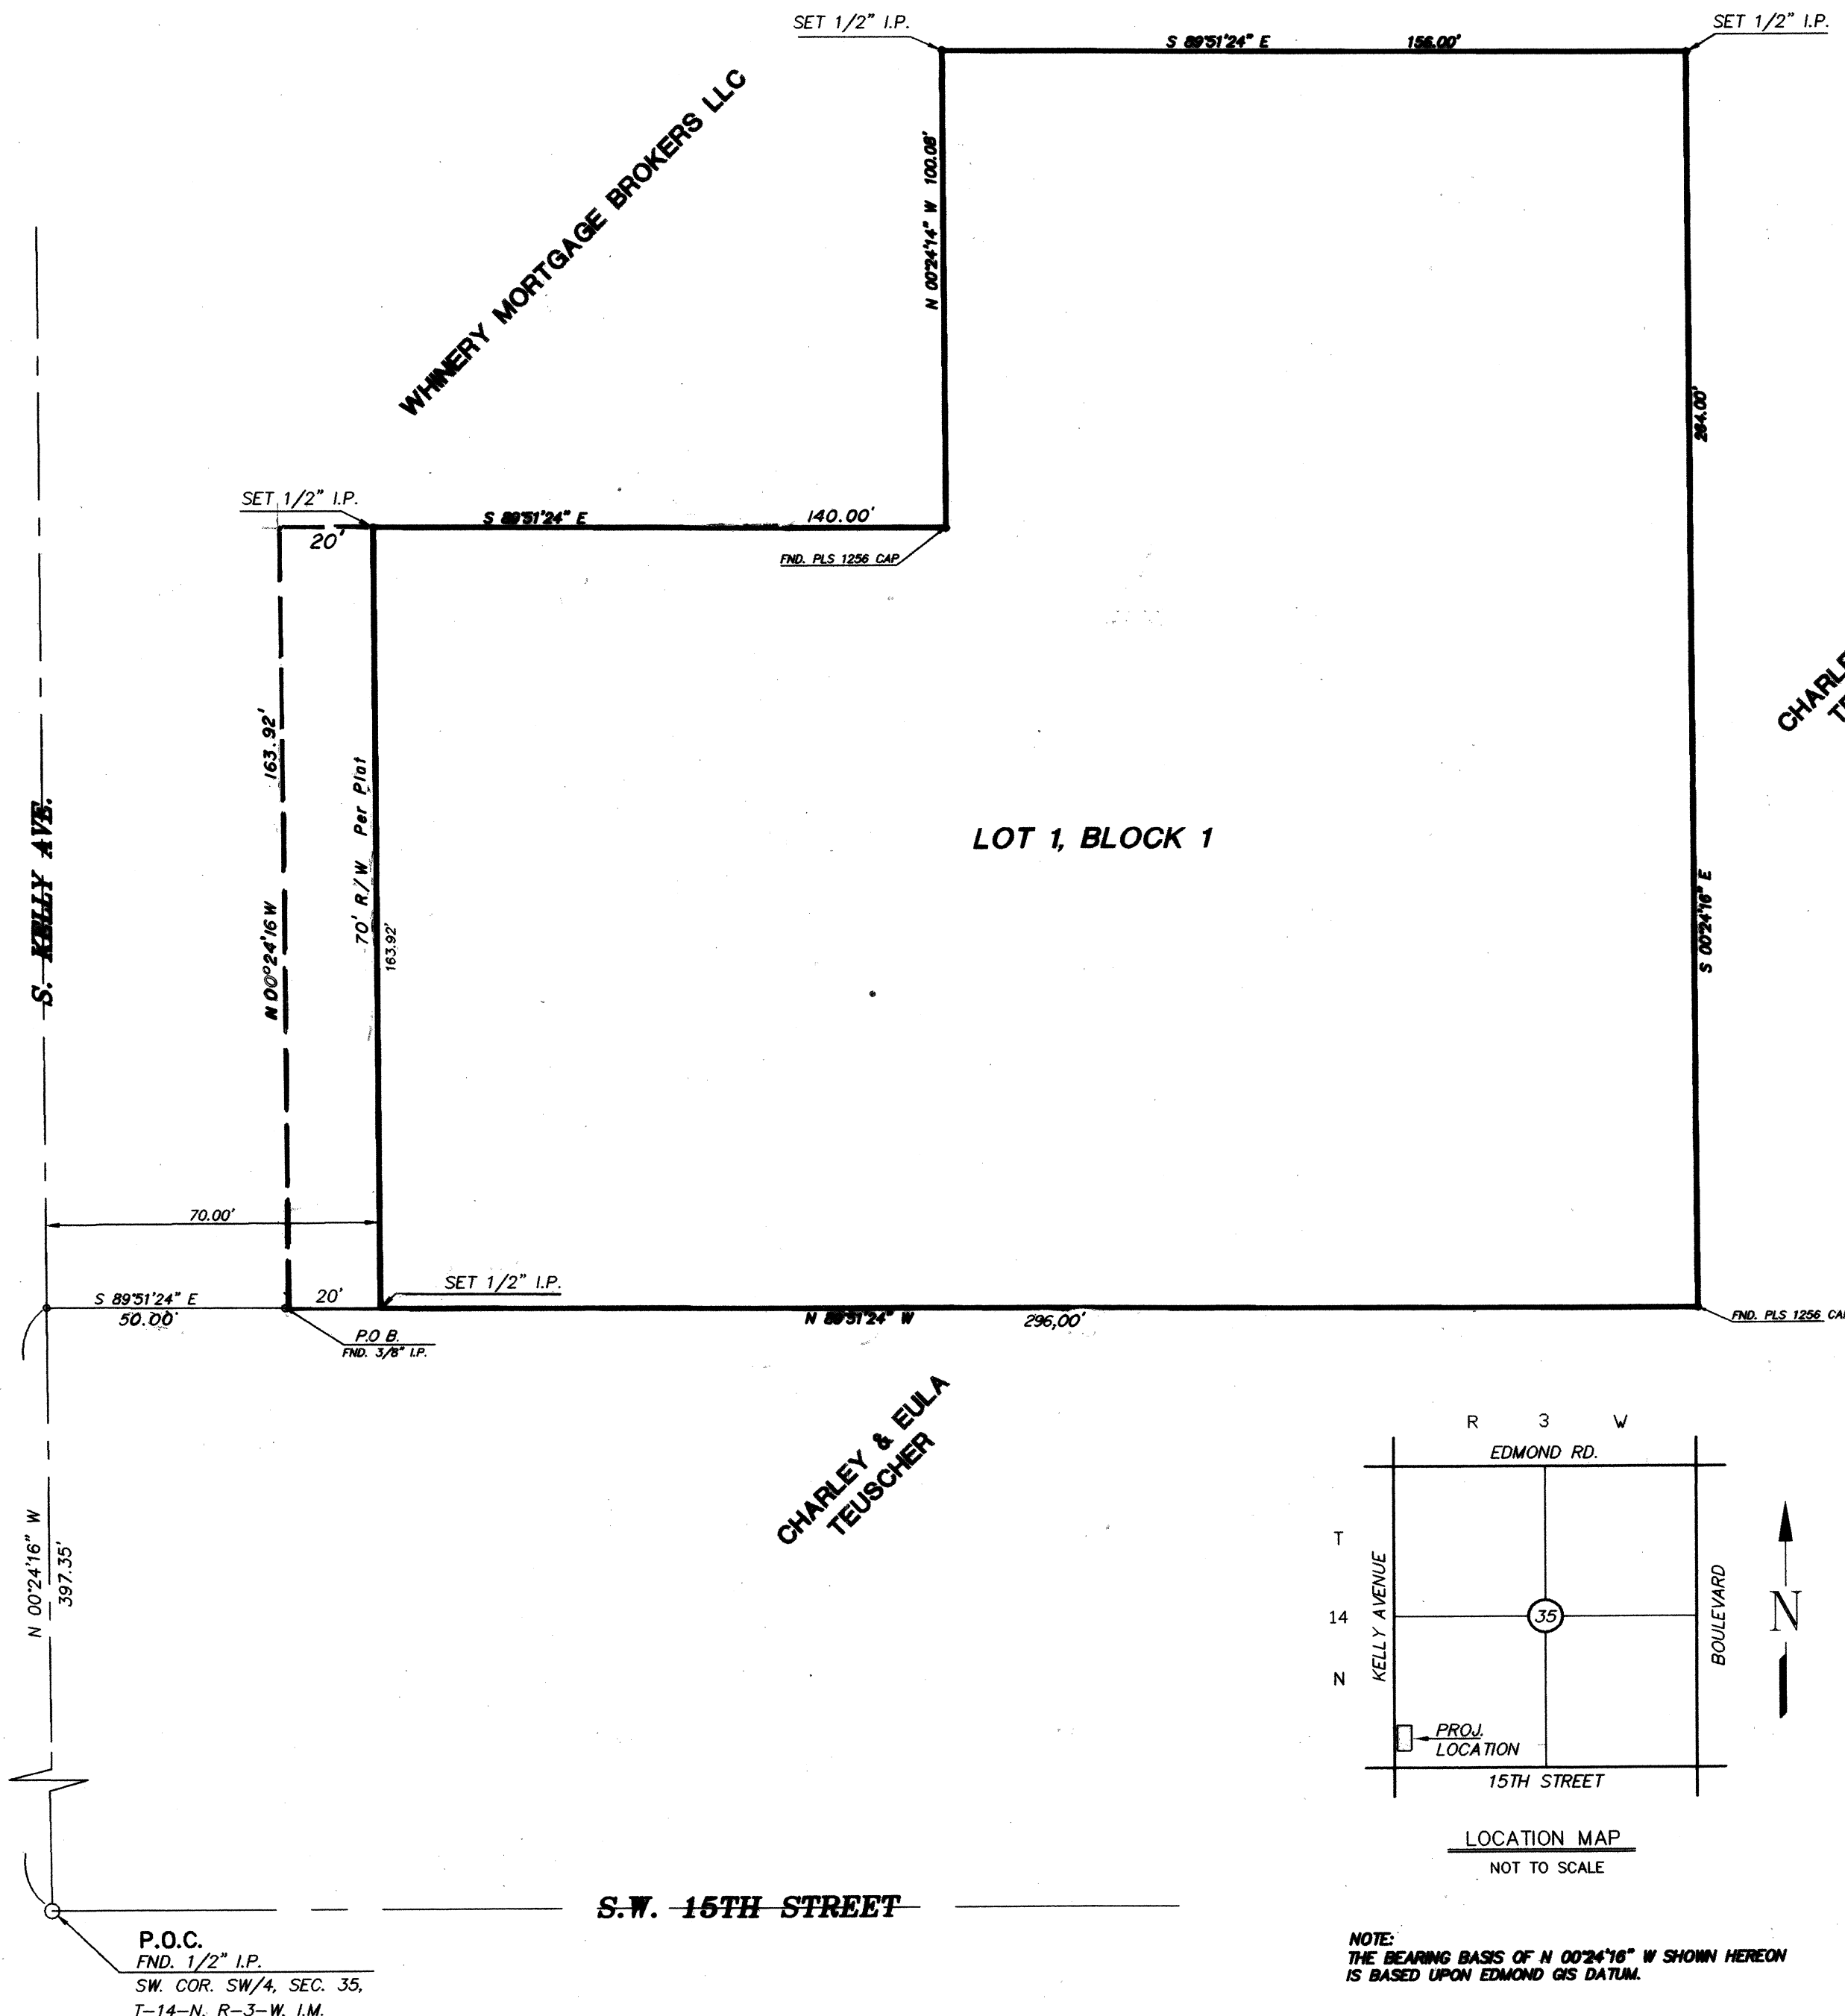 SET 1/2" I.P.
S 89°51'24" E 156.00'
SET 1/2" I.P.
WHINERY MORTGAGE BROKERS LLC
N 00°24'14" W 100.08'
264.00'
SET 1/2" I.P.
S 89°51'24" E 140.00'
20'
FND. PLS 1256 CAP
163.92'
N 00°24'16 W
70' R/W Per Plat
163.92'
S. KELLY AVE.
LOT 1, BLOCK 1
S 00°24'16" E
70.00'
SET 1/2" I.P.
S 89°51'24" E
50.00'
20'
P.O B.
FND. 3/8" I.P.
N 89°51'24" W 296,00'
FND. PLS 1256
CHARLEY & EULA
TEUSCHER
N 00°24'16" W
397.35'
R 3 W
EDMOND RD.
T
14
N
KELLY AVENUE
35
BOULEVARD
N
PROJ.
LOCATION
15TH STREET
LOCATION MAP
NOT TO SCALE
S.W. 15TH STREET
P.O.C.
FND. 1/2" I.P.
SW. COR. SW/4, SEC. 35,
T-14-N, R-3-W, I.M.
NOTE:
THE BEARING BASIS OF N 00°24'16" W SHOWN HEREON
IS BASED UPON EDMOND GIS DATUM.